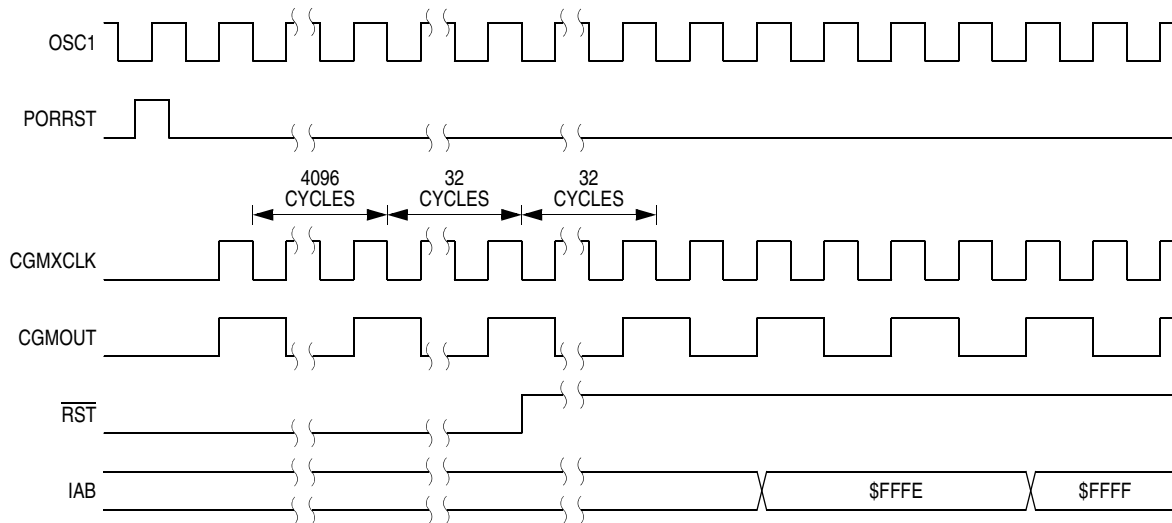 OSC1
PORRST
4096
CYCLES
32
CYCLES
32
CYCLES
CGMXCLK
CGMOUT
RST
IAB
$FFFE
$FFFF